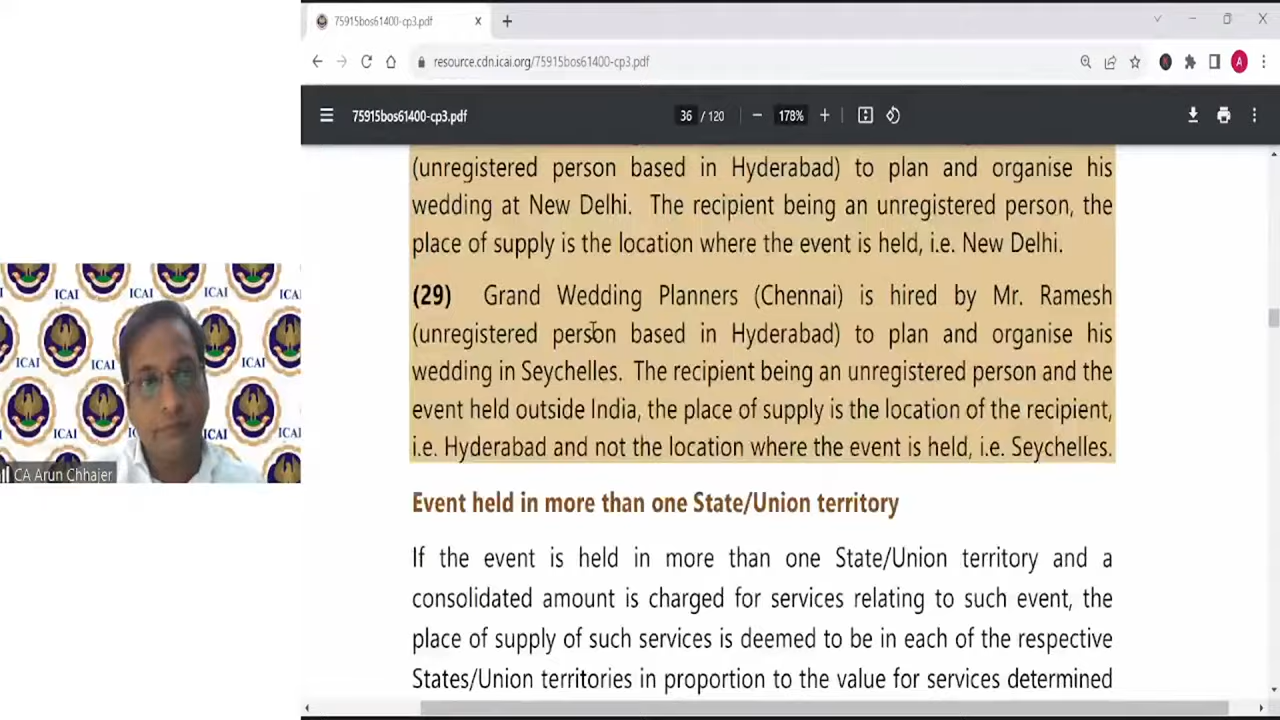 75915bos61400-cp3.pdf
resource.cdn.icai.org/75915bos61400-cp3.pdf
A
75915bos61400-cp3.pdf
36 / 120
178%
(unregistered person based in Hyderabad) to plan and organise his
wedding at New Delhi. The recipient being an unregistered person, the
place of supply is the location where the event is held, i.e. New Delhi.
(29) Grand Wedding Planners (Chennai) is hired by Mr. Ramesh
(unregistered person based in Hyderabad) to plan and organise his
wedding in Seychelles. The recipient being an unregistered person and the
event held outside India, the place of supply is the location of the recipient,
i.e. Hyderabad and not the location where the event is held, i.e. Seychelles.
Event held in more than one State/Union territory
If the event is held in more than one State/Union territory and a
consolidated amount is charged for services relating to such event, the
place of supply of such services is deemed to be in each of the respective
States/Union territories in proportion to the value for services determined
ICAI
ICAI
ICAI
ICAI
ICAI
ICAI
ICAI
CA Arun Chhajer